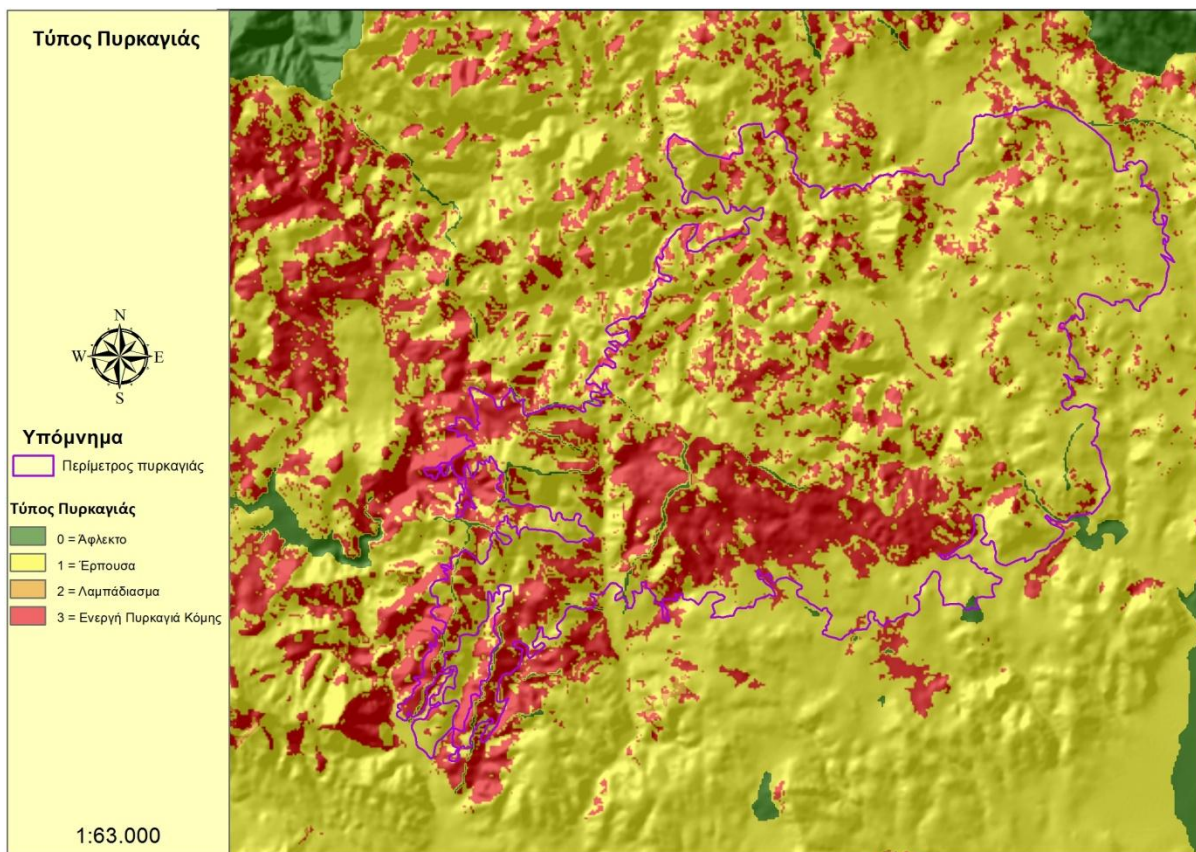 Τύπος Πυρκαγιάς
N
W E
S
Υπόμνημα
Περίμετρος πυρκαγιάς
Τύπος Πυρκαγιάς
0 = Άφλεκτο
1 = Έρπουσα
2 = Λαμπάδιασμα
3 = Ενεργή Πυρκαγιά Κόμης
1:63.000